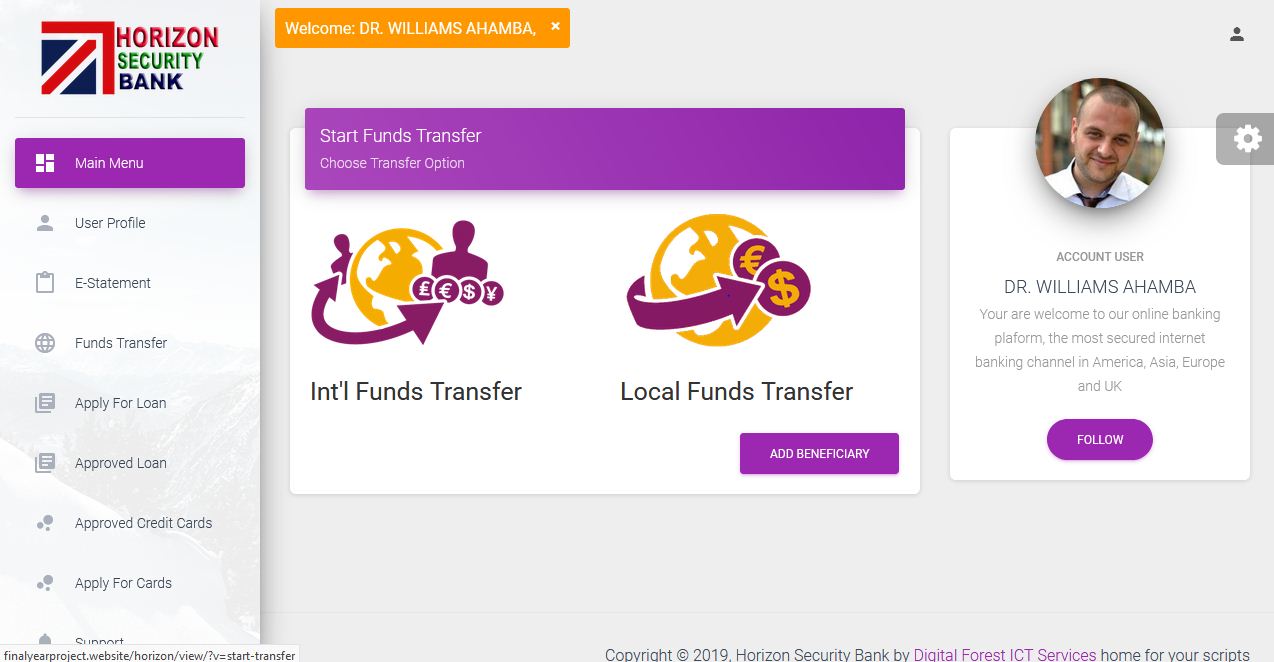 HORIZON
SECURITY
BANK
Main Menu
User Profile
E-Statement
Funds Transfer
Apply For Loan
Approved Loan
Approved Credit Cards
Apply For Cards
Support
finalyearproject.website/horizon/view/?v=start-transfer
Welcome: DR. WILLIAMS AHAMBA, ×
Start Funds Transfer
Choose Transfer Option
£ € $ ¥
Int'l Funds Transfer
€
$
Local Funds Transfer
ADD BENEFICIARY
ACCOUNT USER
DR. WILLIAMS AHAMBA
Your are welcome to our online banking
plaform, the most secured internet
banking channel in America, Asia, Europe
and UK
FOLLOW
Copyright © 2019, Horizon Security Bank by Digital Forest ICT Services home for your scripts